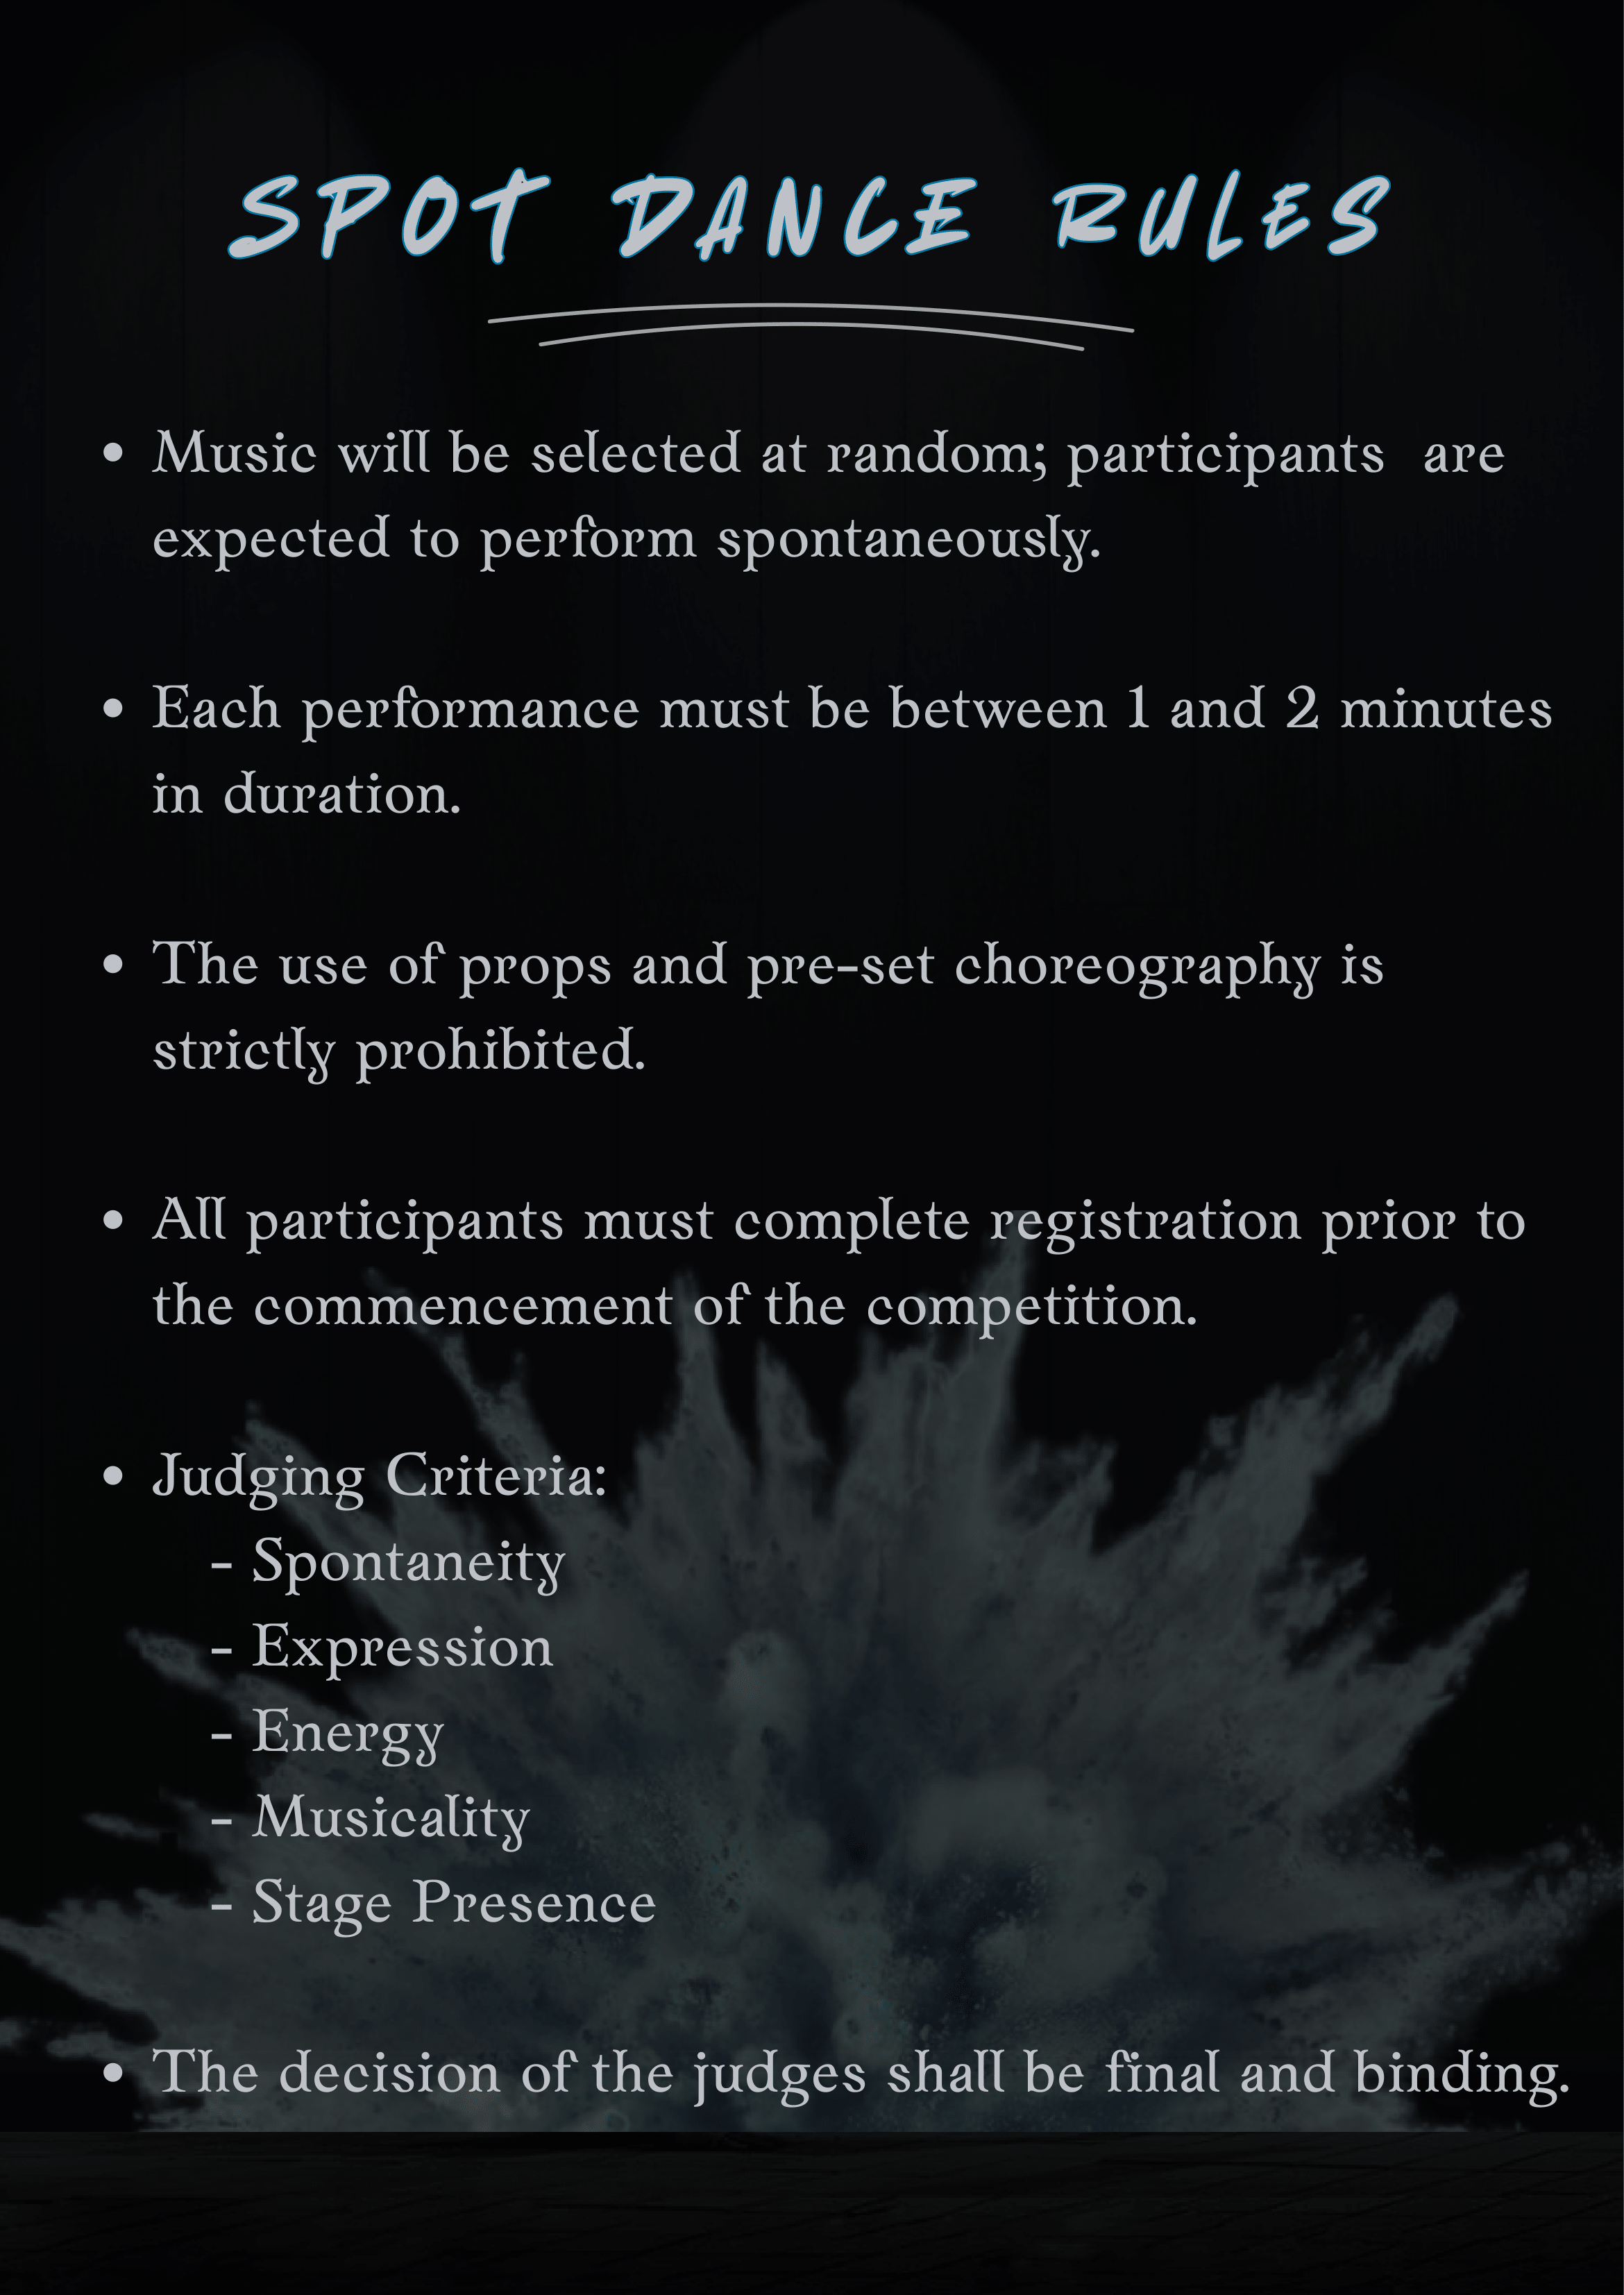 SPOT DANCE RULES
• Music will be selected at random; participants  are
expected to perform spontaneously.
• Each performance must be between 1 and 2 minutes
in duration.
• The use of props and pre-set choreography is
strictly prohibited.
• All participants must complete registration prior to
the commencement of the competition.
• Judging Criteria:
- Spontaneity
- Expression
- Energy
- Musicality
- Stage Presence
• The decision of the judges shall be final and binding.